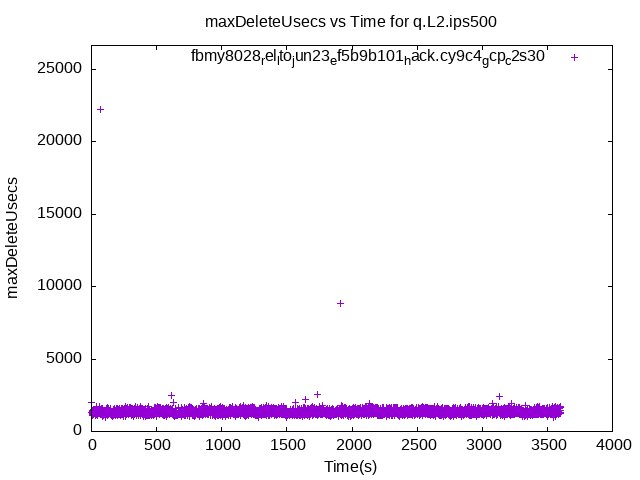 maxDeleteUsecs vs Time for q.L2.ips500
fbmy8028relltojun23ef5b9b101hack.cy9c4gcpc2s30
25000
20000
15000
10000
5000
0
maxDeleteUsecs
0 500 1000 1500 2000 2500 3000 3500 4000
Time(s)